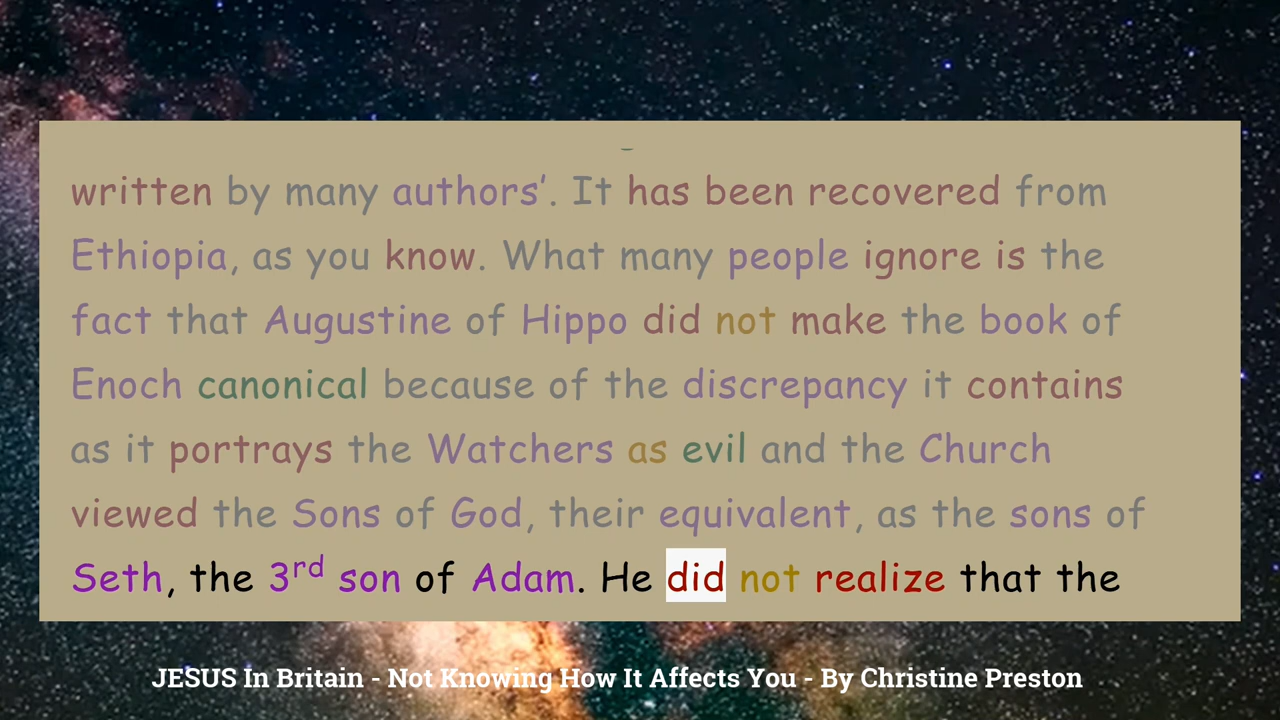 written by many authors’. It has been recovered from
Ethiopia, as you know. What many people ignore is the
fact that Augustine of Hippo did not make the book of
Enoch canonical because of the discrepancy it contains
as it portrays the Watchers as evil and the Church
viewed the Sons of God, their equivalent, as the sons of
Seth, the 3rd son of Adam. He did not realize that the
JESUS In Britain - Not Knowing How It Affects You - By Christine Preston